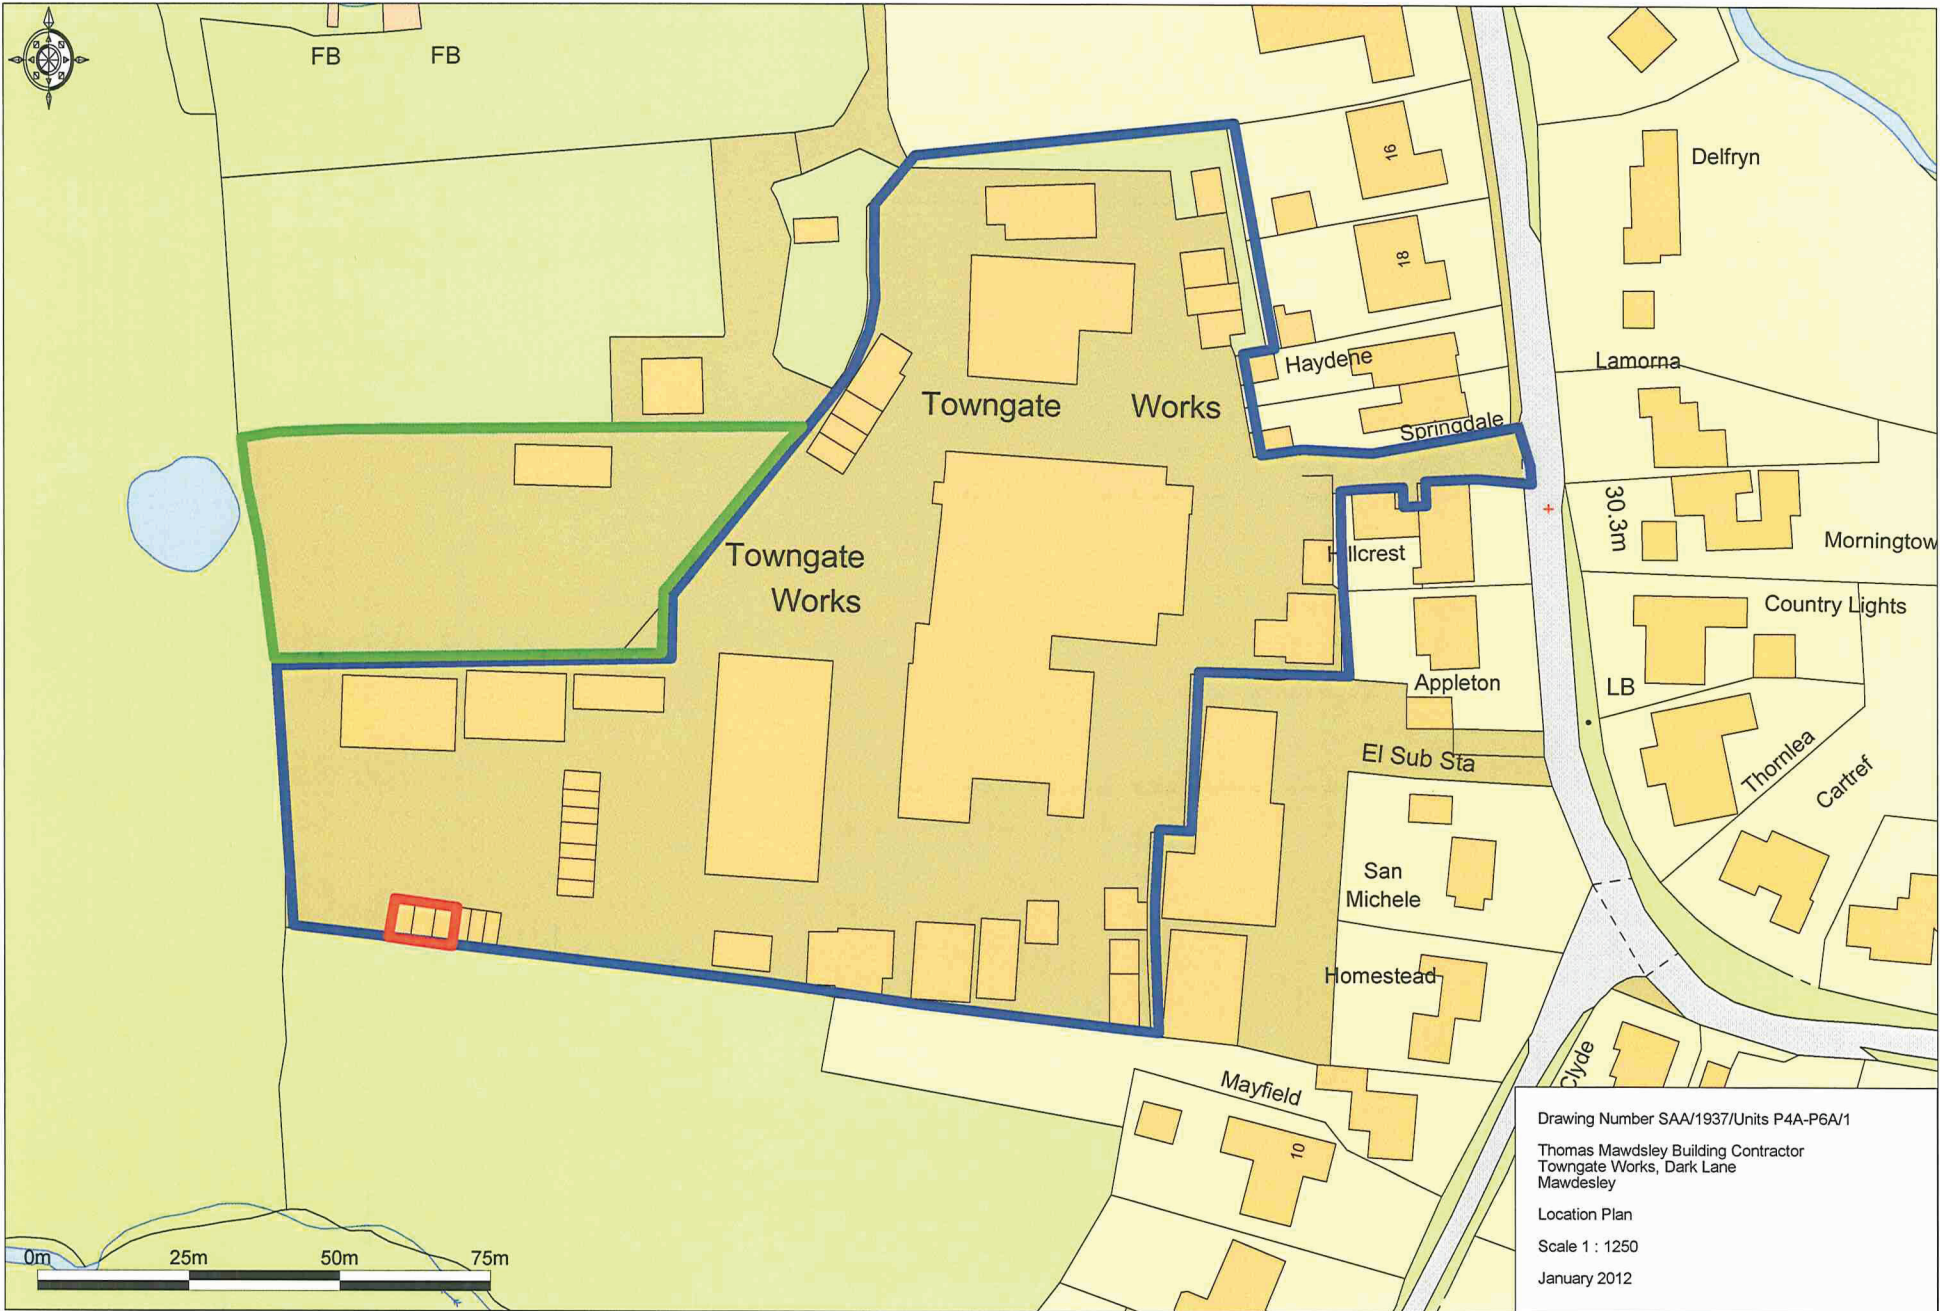 FB FB
16
Delfryn
18
Haydene
Lamorna
Towngate Works
Springdale
30.3m
Morningtow
Hillcrest
Towngate
Works
Country Lights
Appleton
LB
El Sub Sta
Thornlea
Cartref
San
Michele
Homestead
Clyde
Mayfield
10
Drawing Number SAA/1937/Units P4A-P6A/1
Thomas Mawdsley Building Contractor
Towngate Works, Dark Lane
Mawdesley
Location Plan
Scale 1 : 1250
January 2012
0m 25m 50m 75m